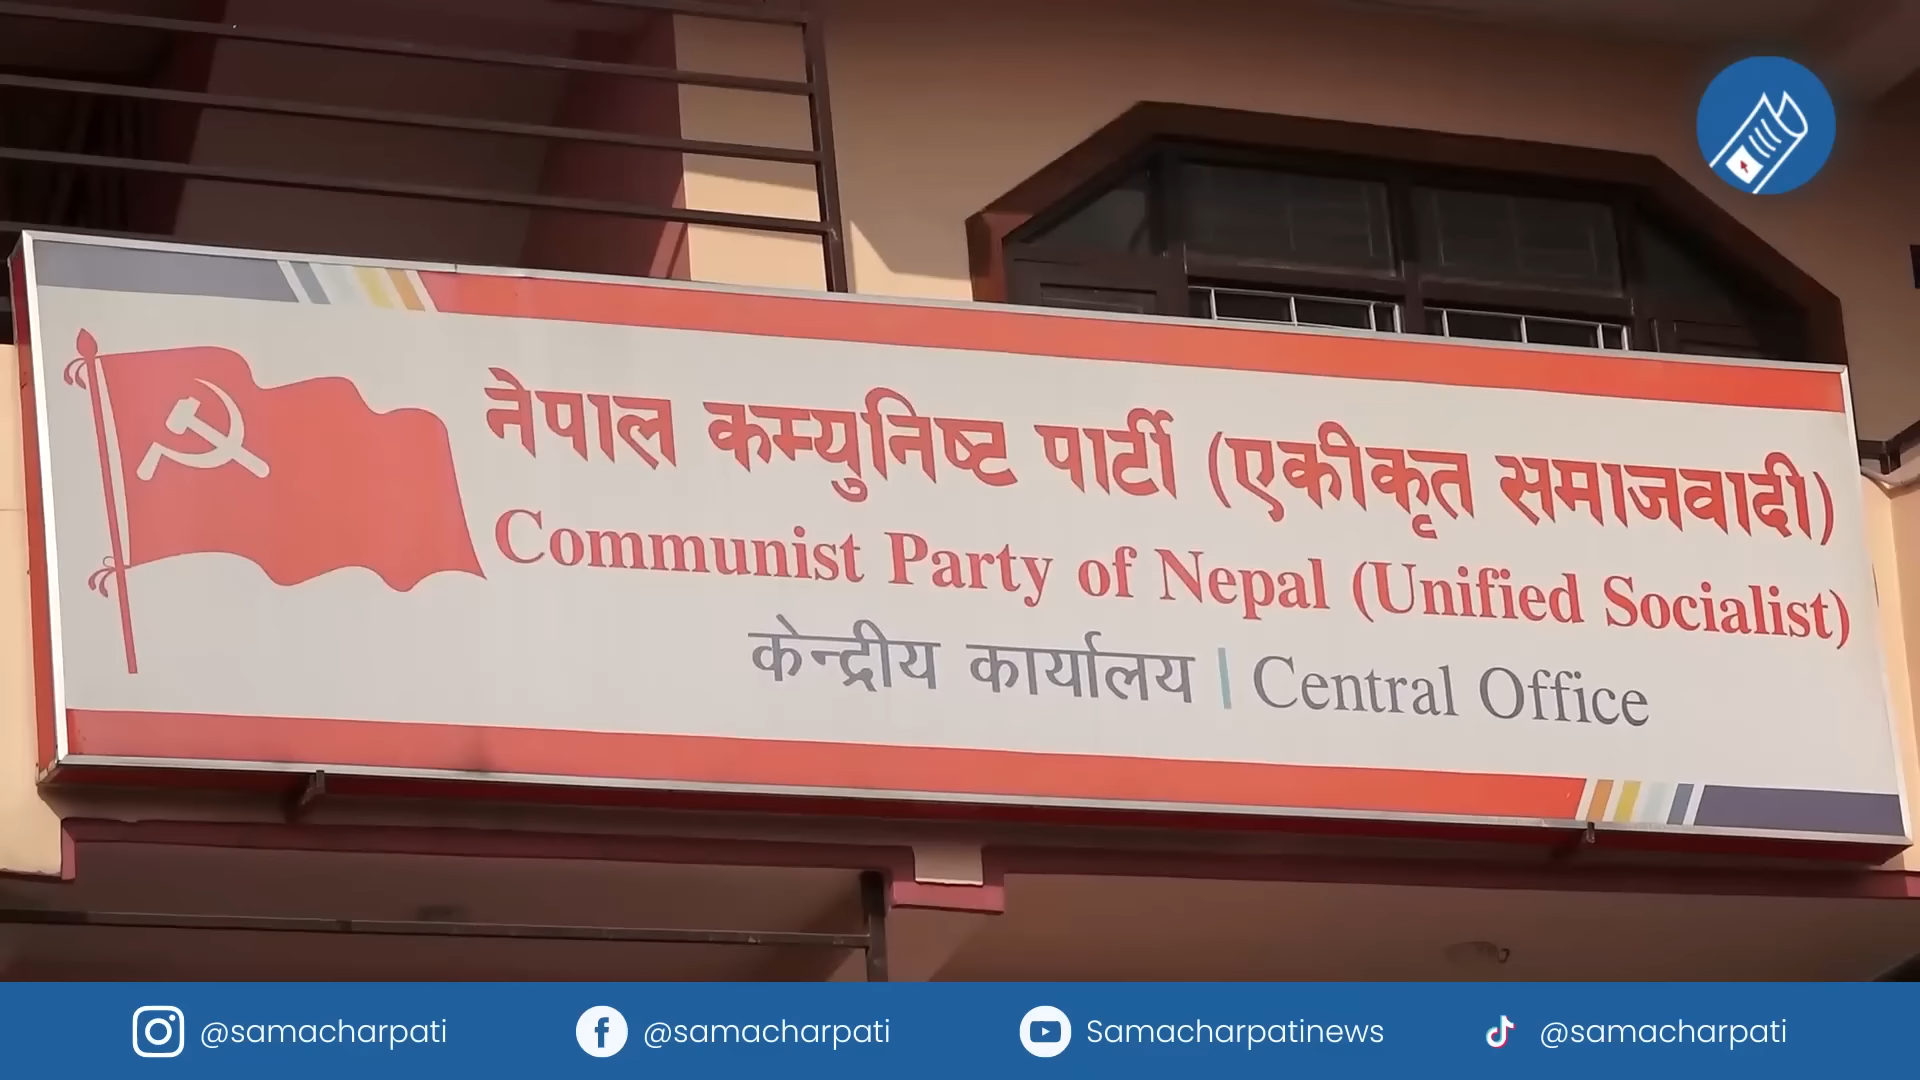 नेपाल कम्युनिष्ट पार्टी (एकीकृत समाजवादी)
Communist Party of Nepal (Unified Socialist)
केन्द्रीय कार्यालय | Central Office
@samacharpati @samacharpati Samacharpatinews @samacharpati